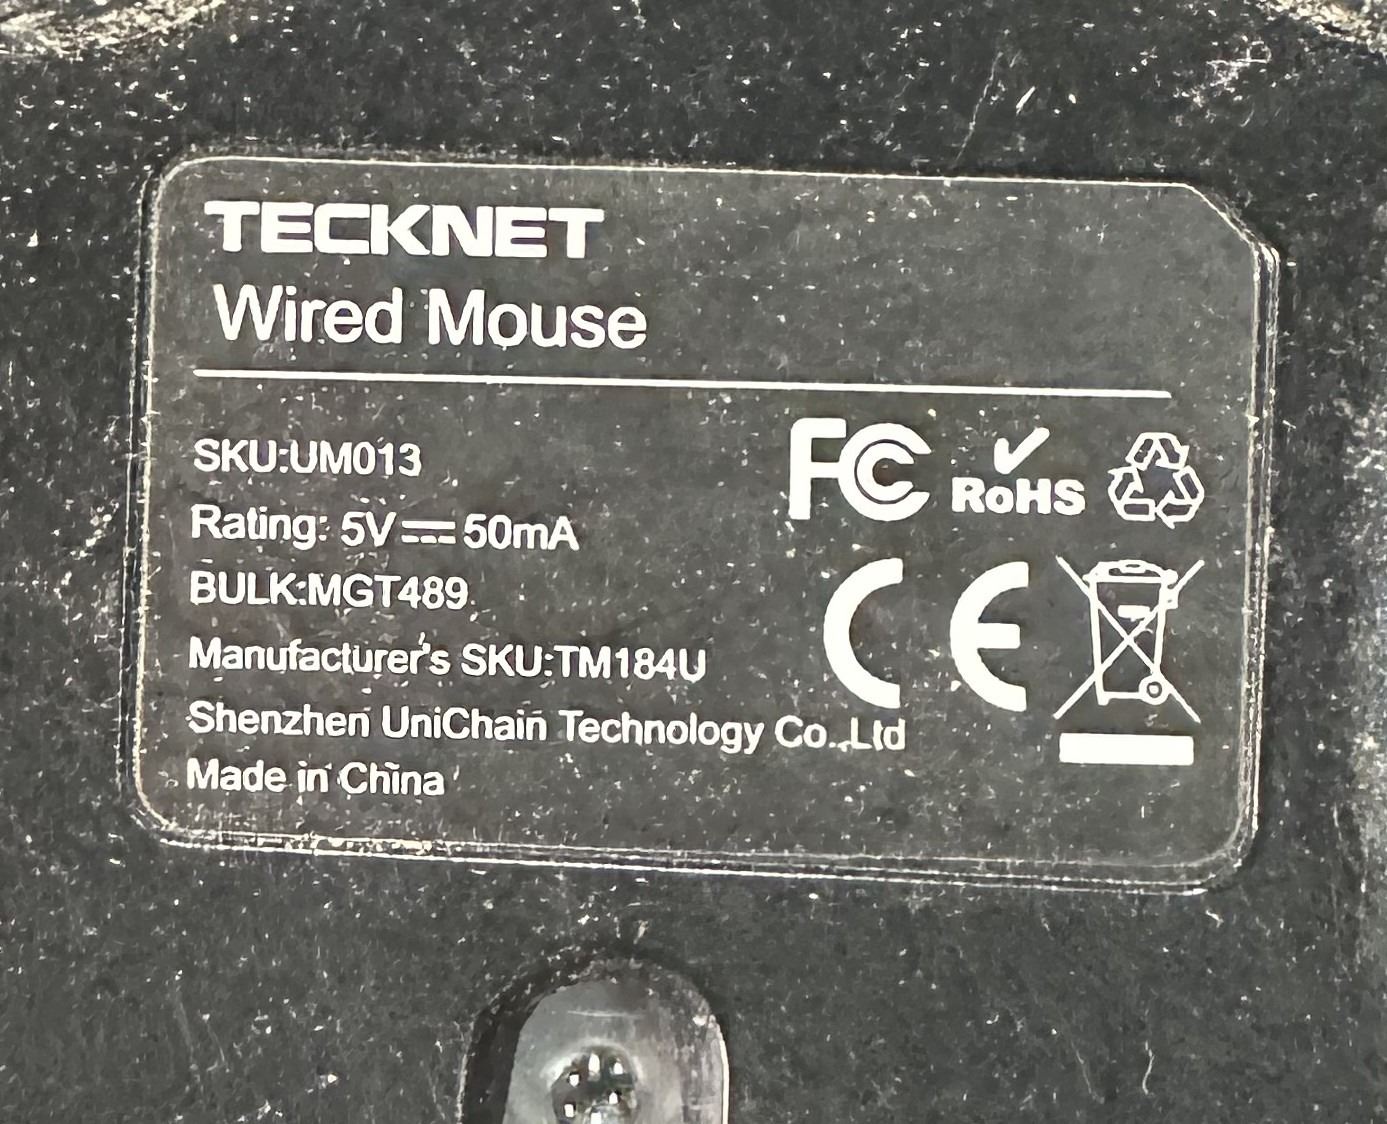 TECKNET
Wired Mouse
SKU:UM013
Rating: 5V⎓50mA
BULK:MGT489
Manufacturer's SKU:TM184U
Shenzhen UniChain Technology Co.,Ltd
Made in China
FC
RoHS
CE